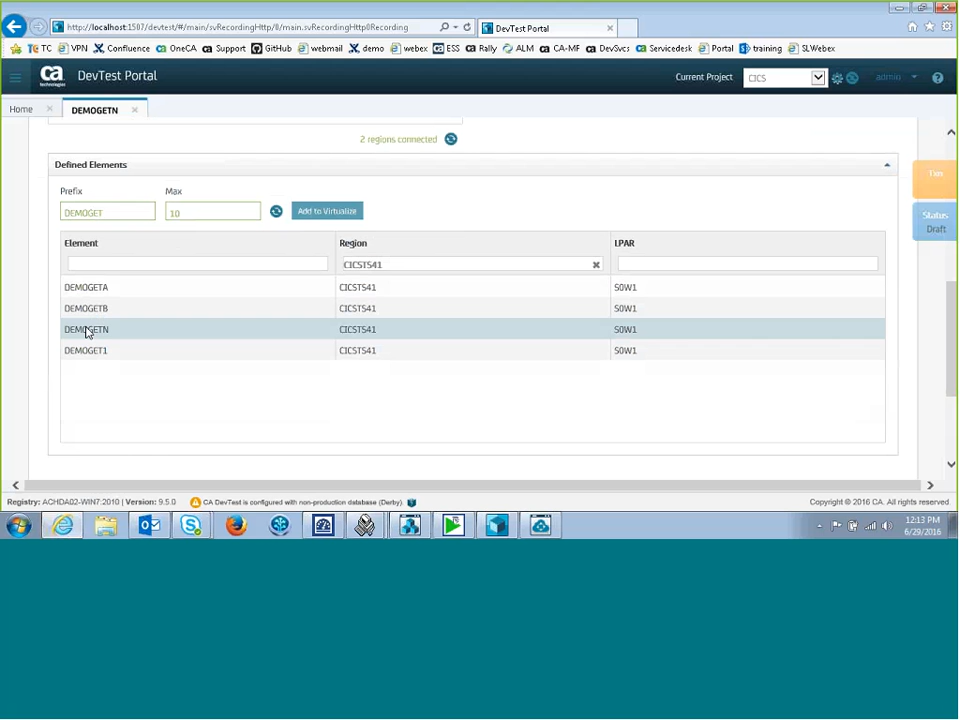 http://localhost:1507/devtest/#/main/svRecordingHttp/0/main.svRecordingHttp0Recording
DevTest Portal
TC VPN Confluence OneCA Support GitHub webmail demo webex ESS Rally ALM CA-MF DevSvcs Servicedesk Portal training SLWebex
ca technologies DevTest Portal Current Project CICS admin ?
Home DEMOGETN
2 regions connected
Defined Elements
Prefix Max
DEMOGET 10 Add to Virtualize
Status
Draft
Element Region LPAR
CICSTS41
DEMOGETA CICSTS41 S0W1
DEMOGETB CICSTS41 S0W1
DEMOGETN CICSTS41 S0W1
DEMOGET1 CICSTS41 S0W1
Registry: ACHDA02-WIN7:2010 | Version: 9.5.0 CA DevTest is configured with non-production database (Derby). Copyright © 2016 CA. All rights reserved
12:13 PM
6/29/2016